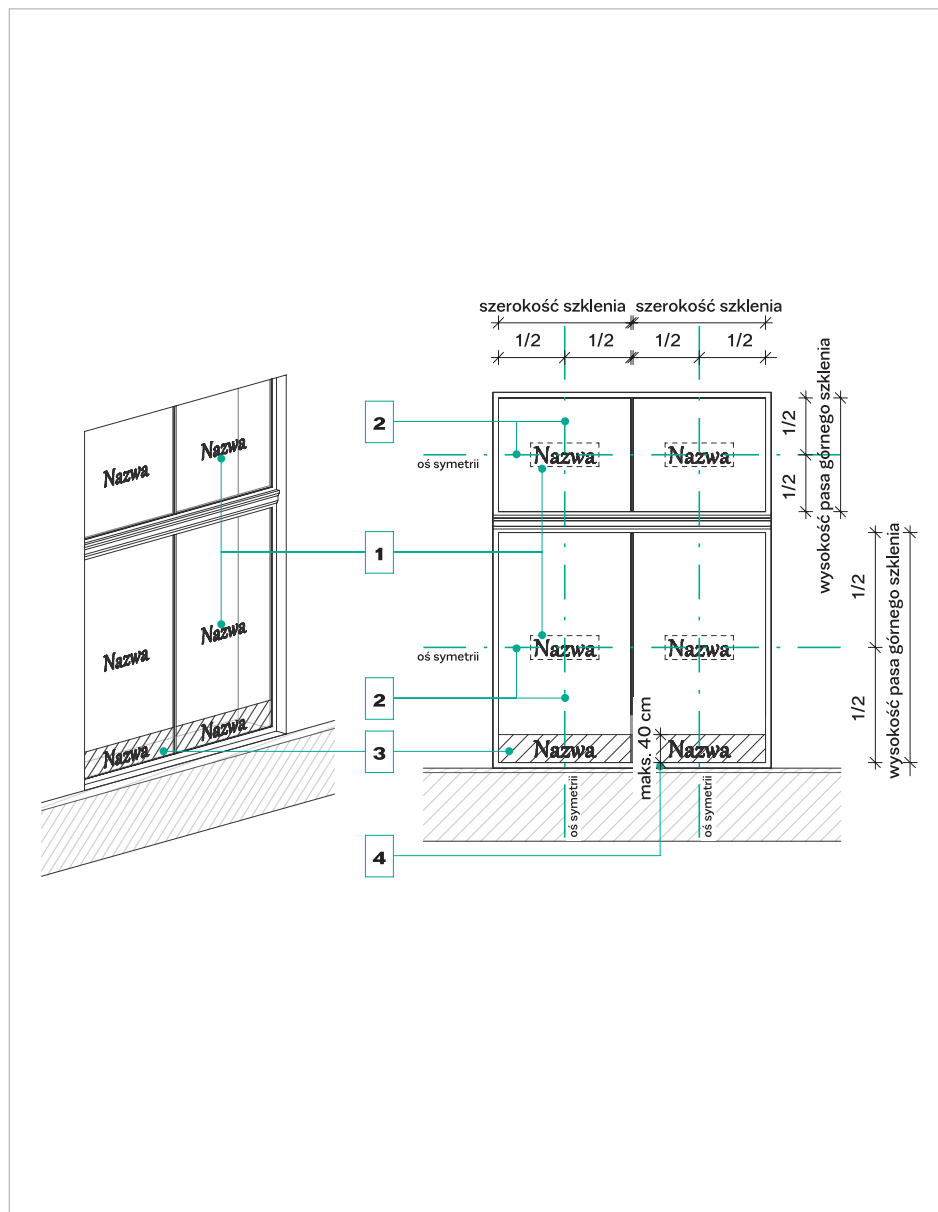 szerokość szklenia szerokość szklenia
1/2 1/2 1/2 1/2
wysokość pasa górnego szklenia
1/2
1/2
2
oś symetrii
Nazwa Nazwa
Nazwa Nazwa
1
wysokość pasa górnego szklenia
1/2
1/2
Nazwa Nazwa
oś symetrii
Nazwa Nazwa
2
3
Nazwa Nazwa
Nazwa Nazwa
maks. 40 cm
oś symetrii oś symetrii
4